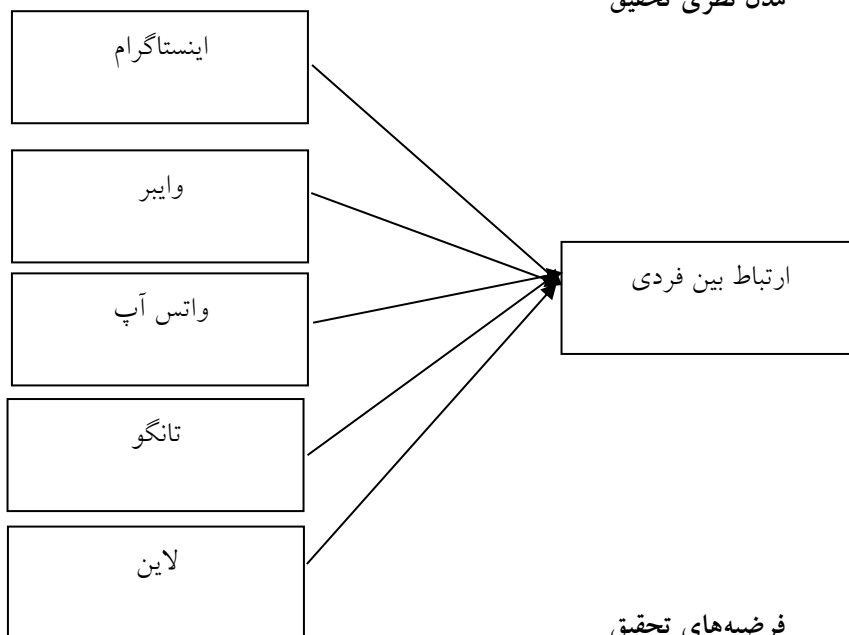 مدل نظری تحقیق
اینستاگرام
وایبر
واتس آپ
تانگو
لاین
ارتباط بین فردی
فرضیه‌های تحقیق